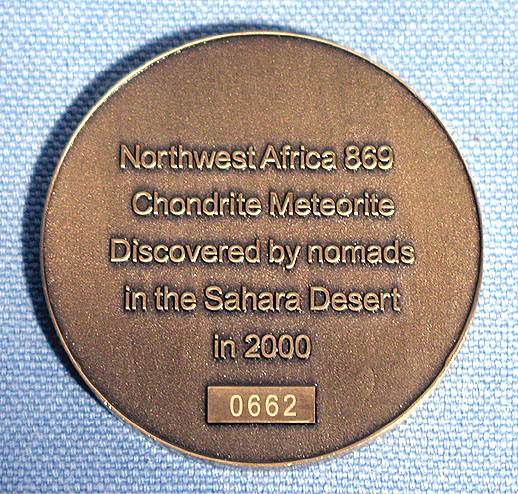 Northwest Africa 869
Chondrite Meteorite
Discovered by nomads
in the Sahara Desert
in 2000
0662